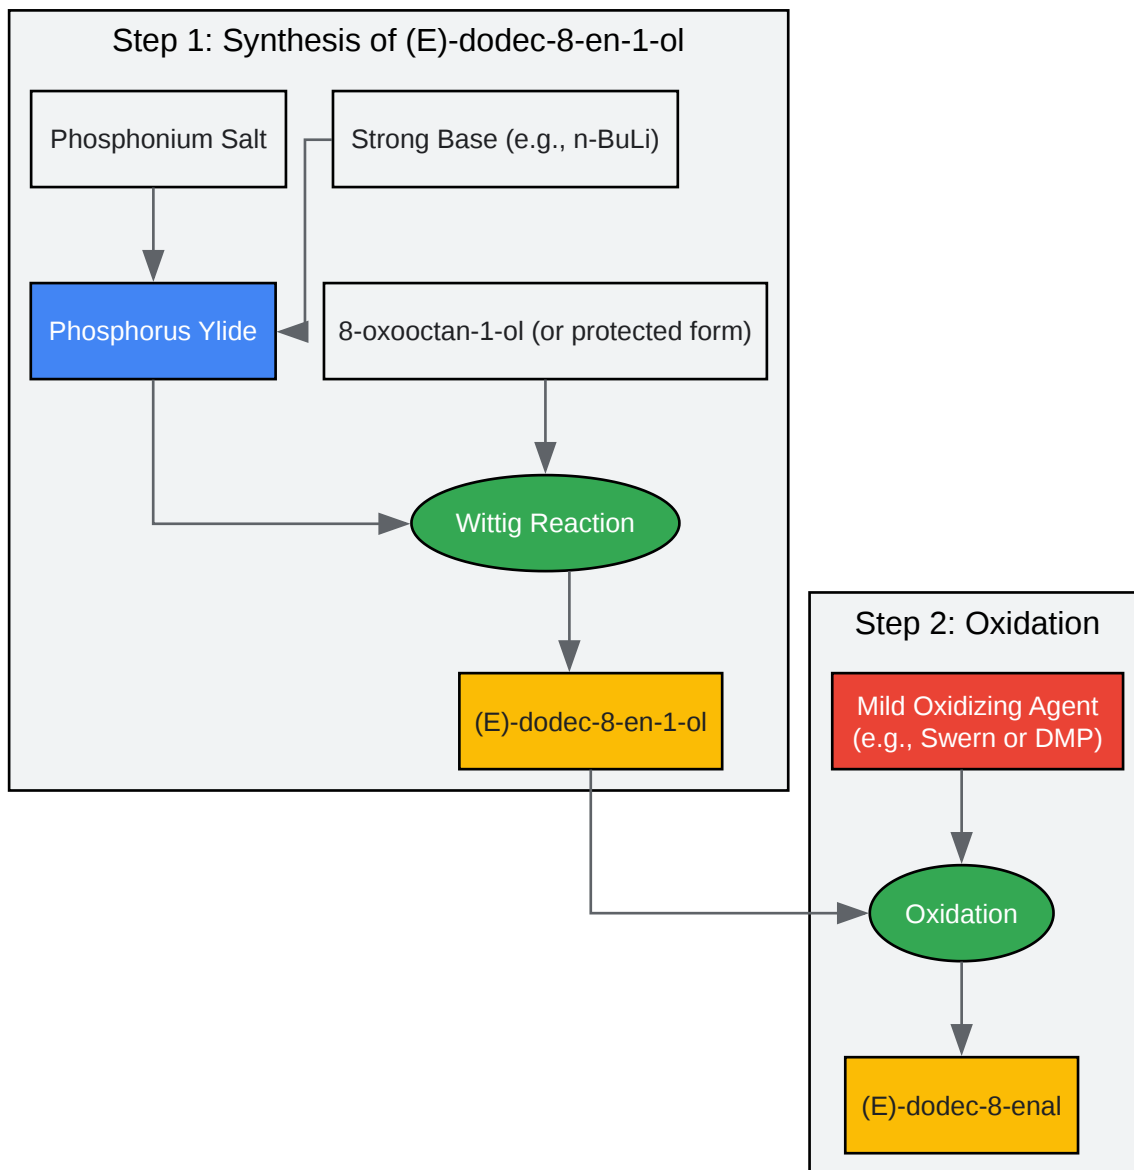 Step 1: Synthesis of (E)-dodec-8-en-1-ol
Phosphonium Salt
Strong Base (e.g., n-BuLi)
Phosphorus Ylide
8-oxooctan-1-ol (or protected form)
Wittig Reaction
(E)-dodec-8-en-1-ol
Step 2: Oxidation
Mild Oxidizing Agent
(e.g., Swern or DMP)
Oxidation
(E)-dodec-8-enal